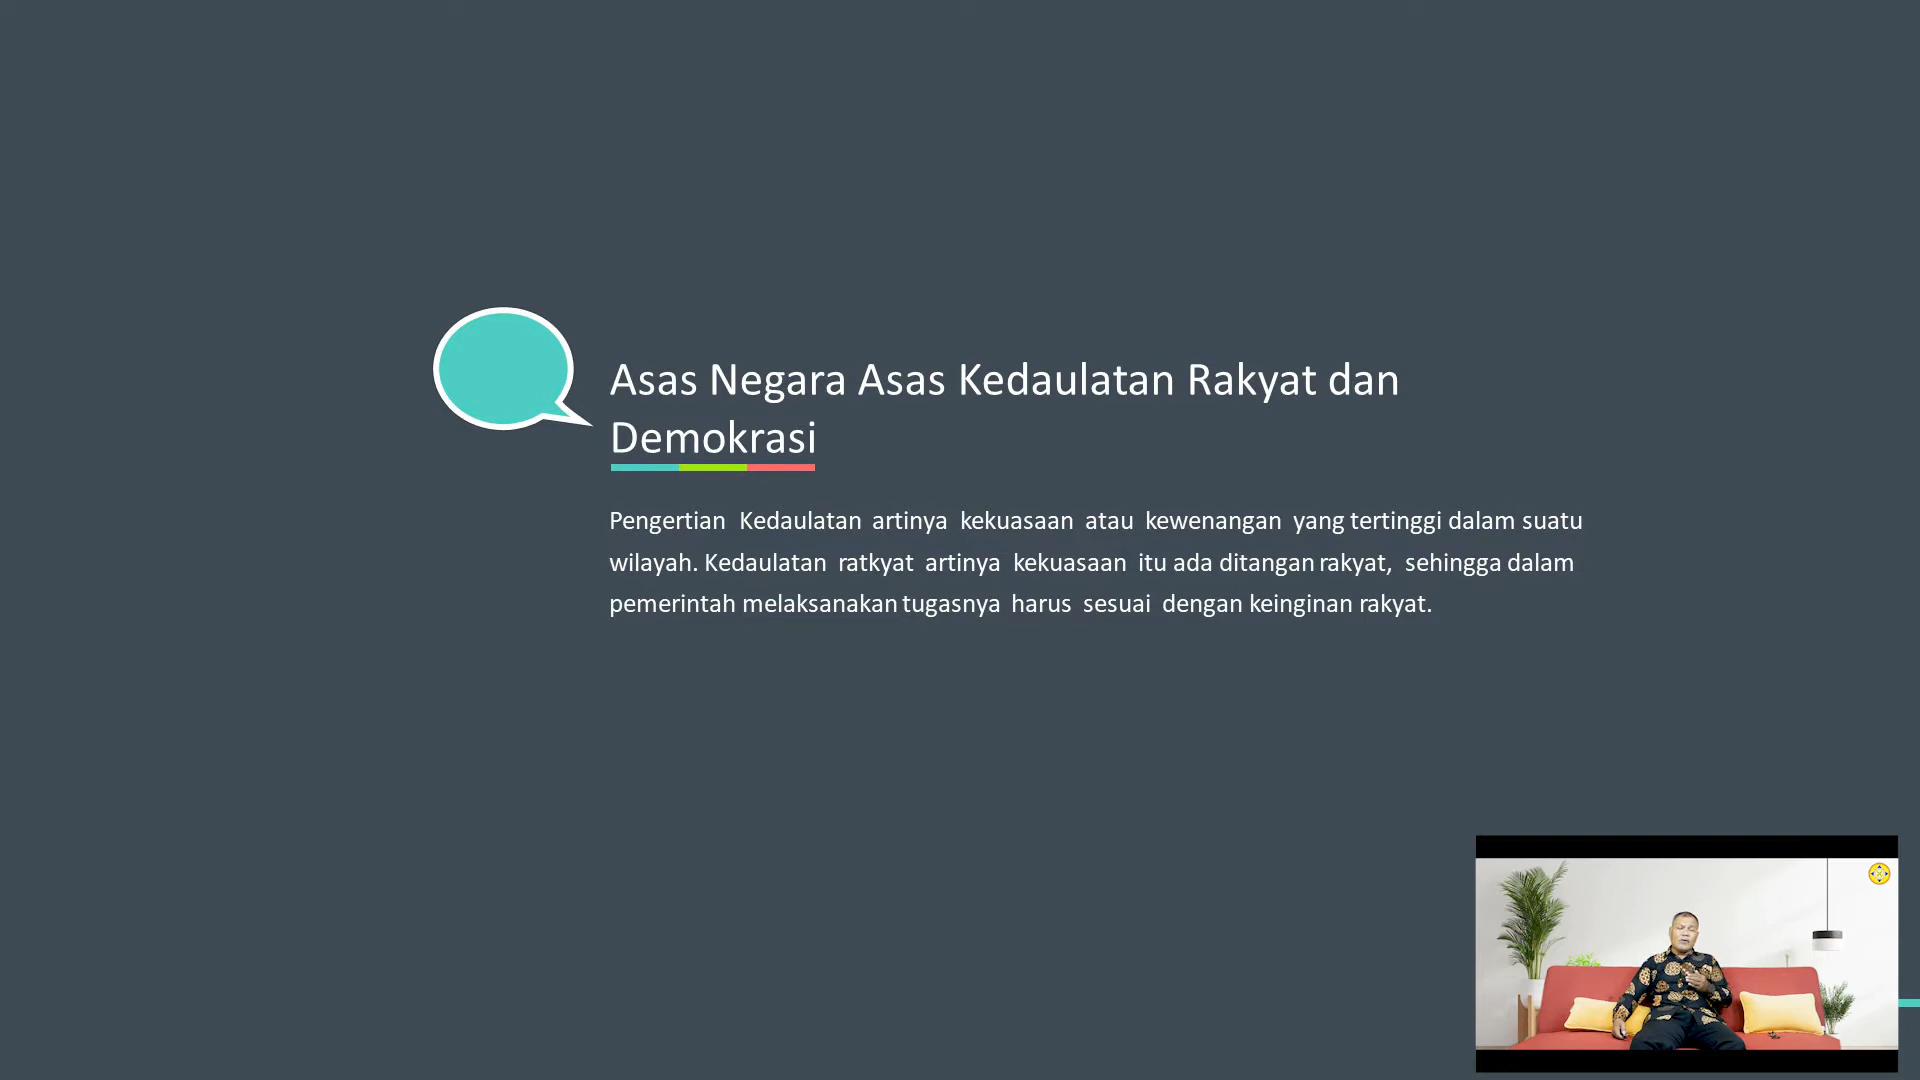 Asas Negara Asas Kedaulatan Rakyat dan
Demokrasi
Pengertian Kedaulatan artinya kekuasaan atau kewenangan yang tertinggi dalam suatu
wilayah. Kedaulatan ratkyat artinya kekuasaan itu ada ditangan rakyat, sehingga dalam
pemerintah melaksanakan tugasnya harus sesuai dengan keinginan rakyat.